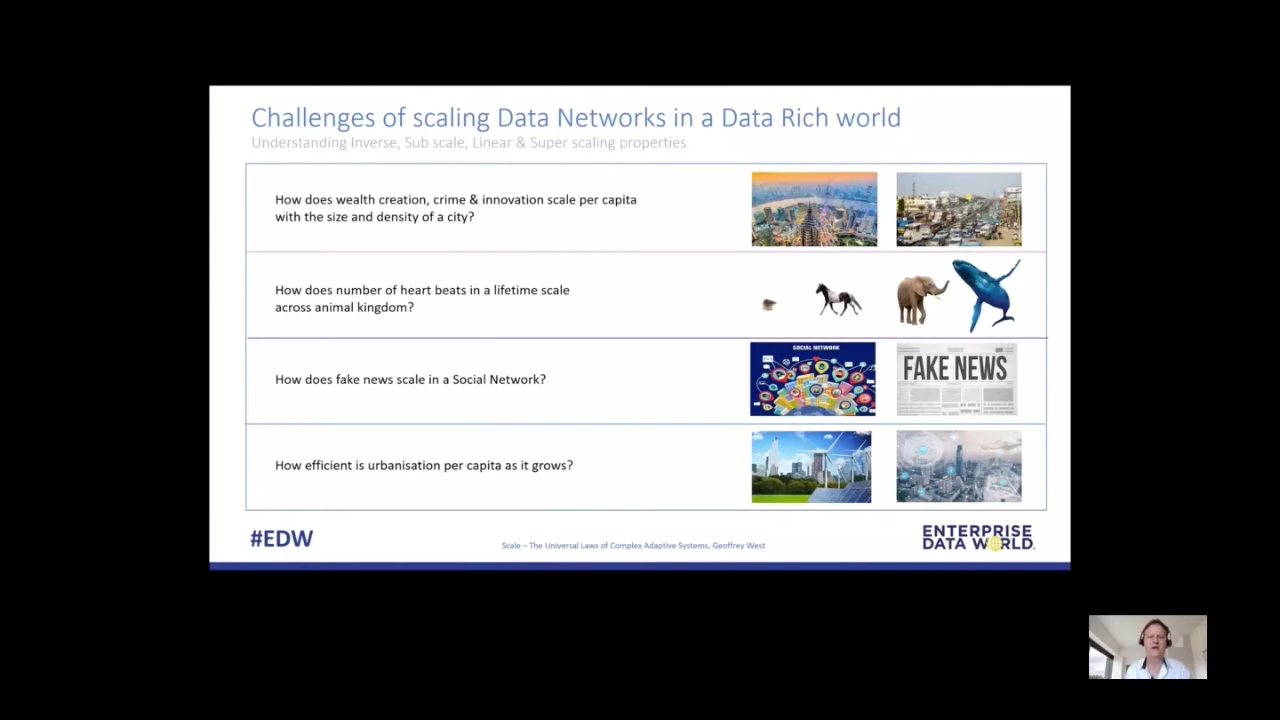 Challenges of scaling Data Networks in a Data Rich world
Understanding Inverse, Sub scale, Linear & Super scaling properties
How does wealth creation, crime & innovation scale per capita
with the size and density of a city?
How does number of heart beats in a lifetime scale
across animal kingdom?
How does fake news scale in a Social Network?
SOCIAL NETWORK
FAKE NEWS
How efficient is urbanisation per capita as it grows?
#EDW
Scale – The Universal Laws of Complex Adaptive Systems, Geoffrey West
ENTERPRISE
DATA WORLD.